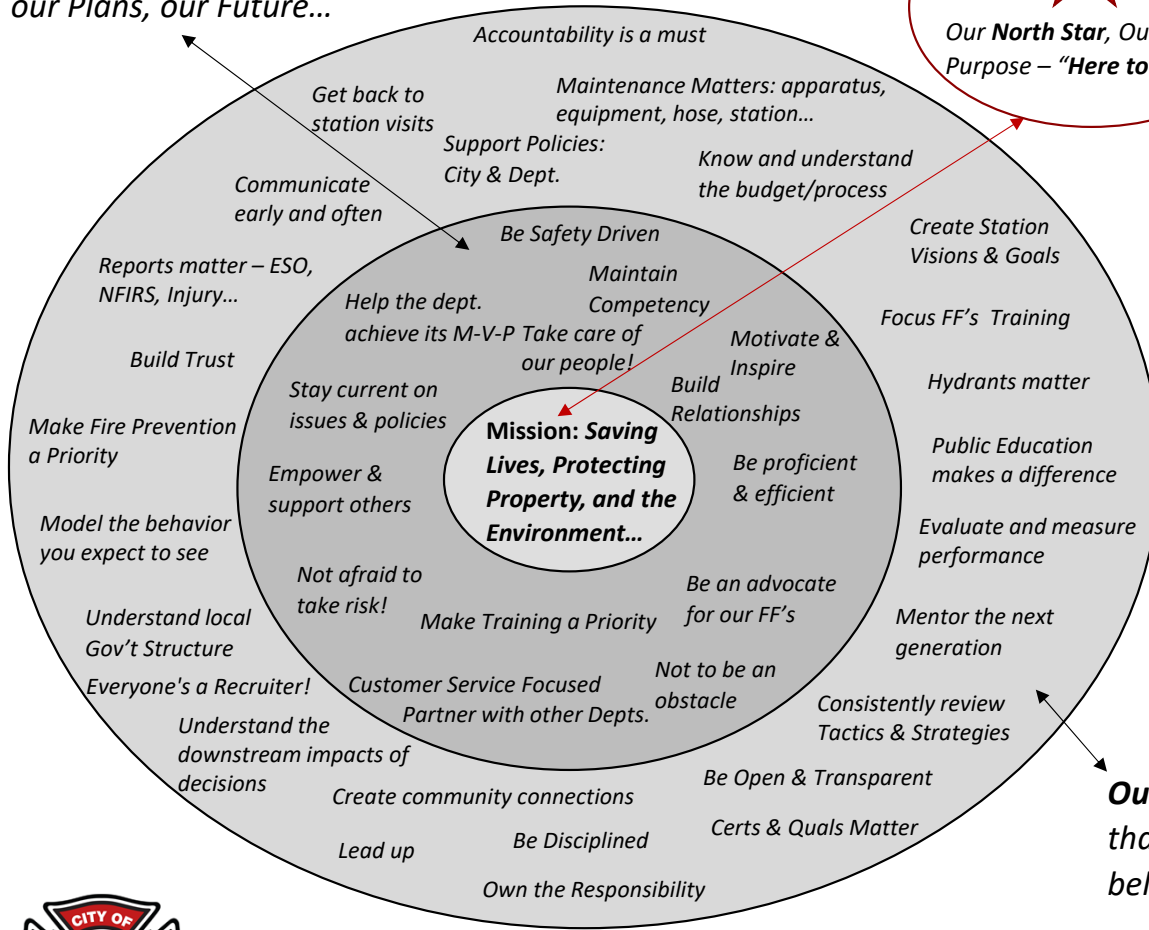 our Plans, our Future…
Our North Star, Ou
Purpose – “Here to
Accountability is a must
Get back to
station visits
Maintenance Matters: apparatus,
equipment, hose, station…
Support Policies:
City & Dept.
Know and understand
the budget/process
Communicate
early and often
Create Station
Visions & Goals
Reports matter – ESO,
NFIRS, Injury…
Focus FF’s  Training
Build Trust
Hydrants matter
Make Fire Prevention
a Priority
Public Education
makes a difference
Model the behavior
you expect to see
Evaluate and measure
performance
Understand local
Gov’t Structure
Mentor the next
generation
Everyone's a Recruiter!
Consistently review
Tactics & Strategies
Understand the
downstream impacts of
decisions
Be Open & Transparent
Create community connections
Certs & Quals Matter
Be Disciplined
Lead up
Own the Responsibility
Be Safety Driven
Maintain
Competency
Help the dept.
achieve its M-V-P
Take care of
our people!
Motivate &
Inspire
Build
Relationships
Stay current on
issues & policies
Empower &
support others
Be proficient
& efficient
Not afraid to
take risk!
Be an advocate
for our FF’s
Make Training a Priority
Not to be an
obstacle
Customer Service Focused
Partner with other Depts.
Mission: Saving
Lives, Protecting
Property, and the
Environment…
Ou
tha
bel
CITY OF